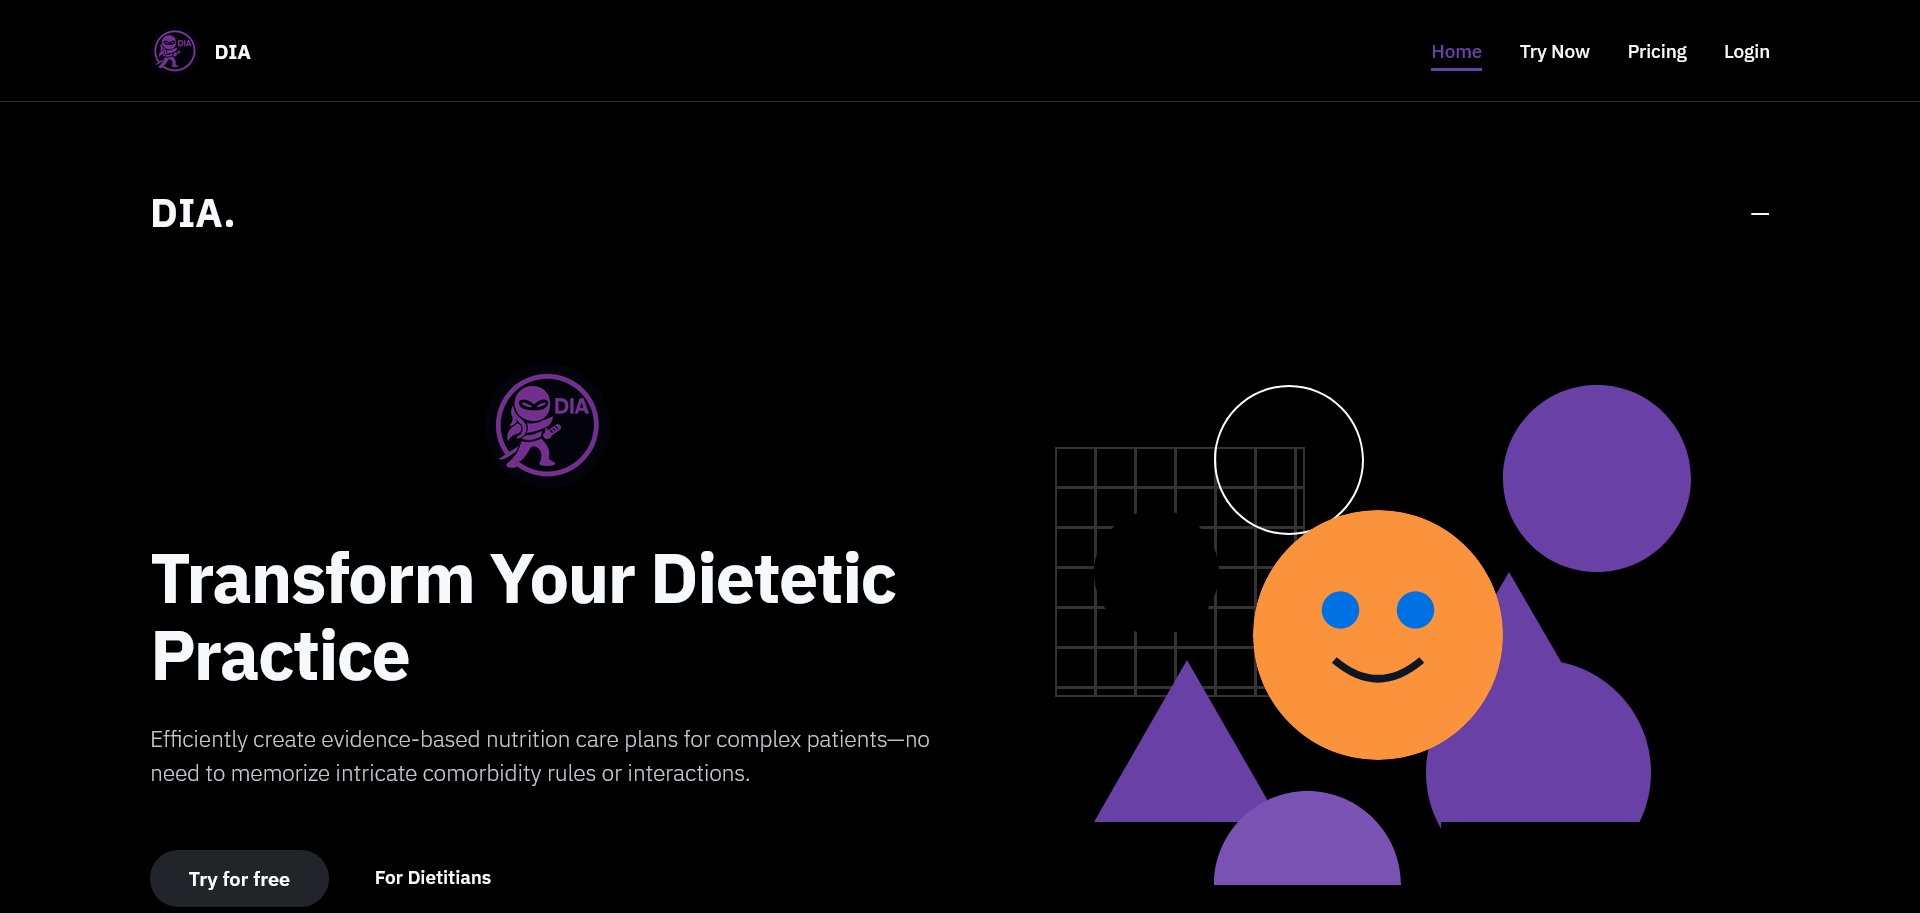 DIA
DIA
Home
Try Now
Pricing
Login
DIA.
DIA
Transform Your Dietetic
Practice
Efficiently create evidence-based nutrition care plans for complex patients—no
need to memorize intricate comorbidity rules or interactions.
Try for free
For Dietitians